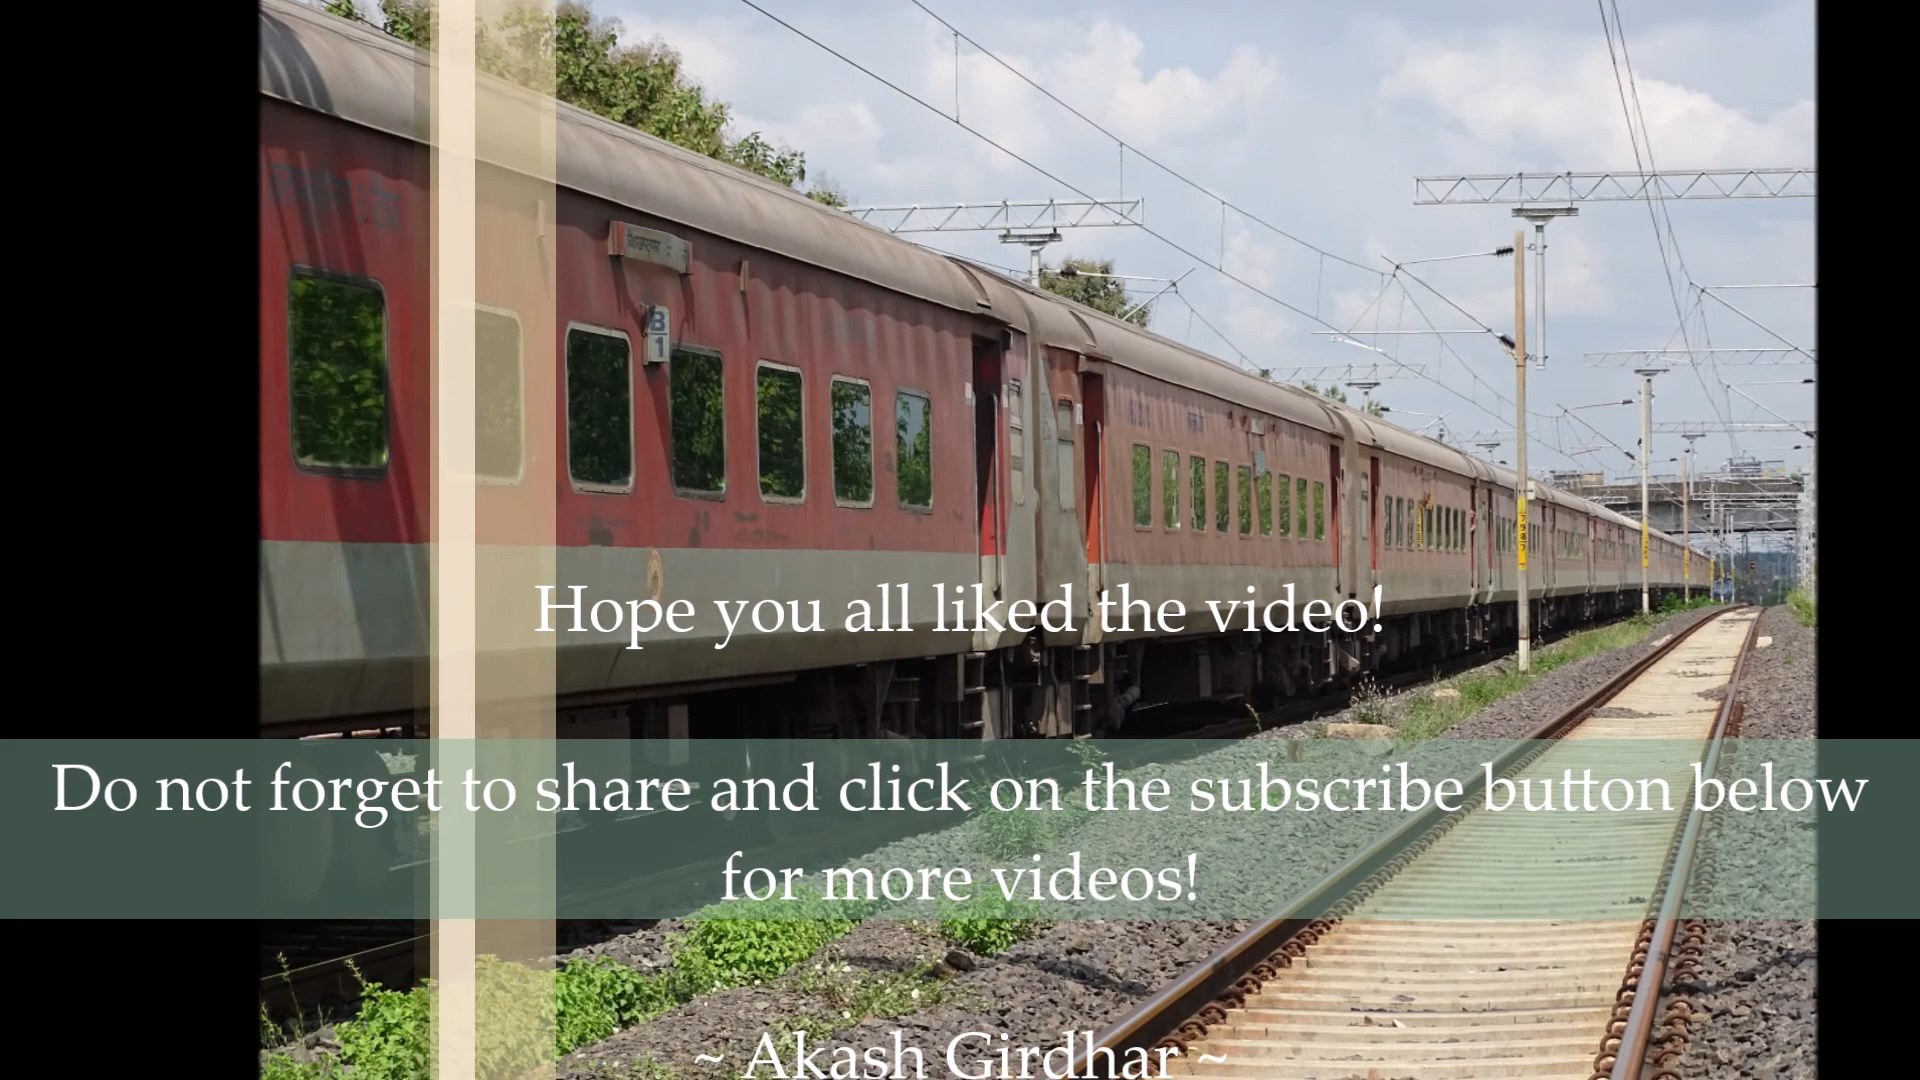 B
1
Hope you all liked the video!
Do not forget to share and click on the subscribe button below
for more videos!
~ Akash Girdhar ~